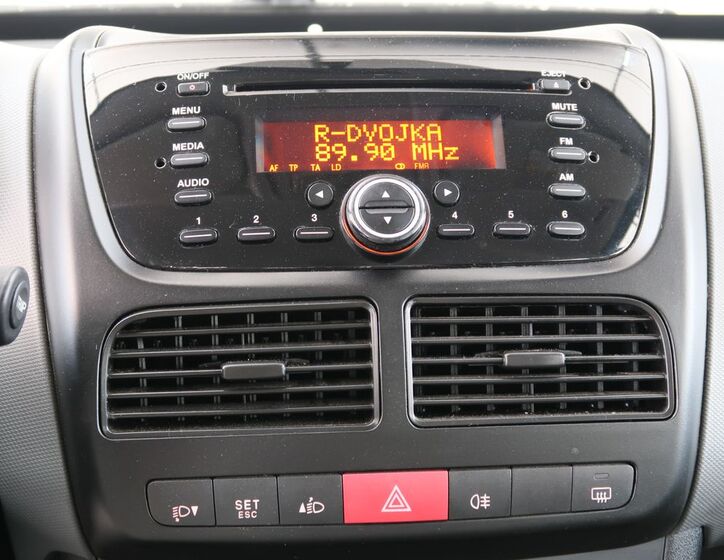 ON/OFF
EJECT
MENU
MUTE
R-DVOJKA
89.90 MHz
AF TP TA LD FMA
MEDIA
FM
AUDIO
AM
1 2 3 4 5 6
SET
ESC